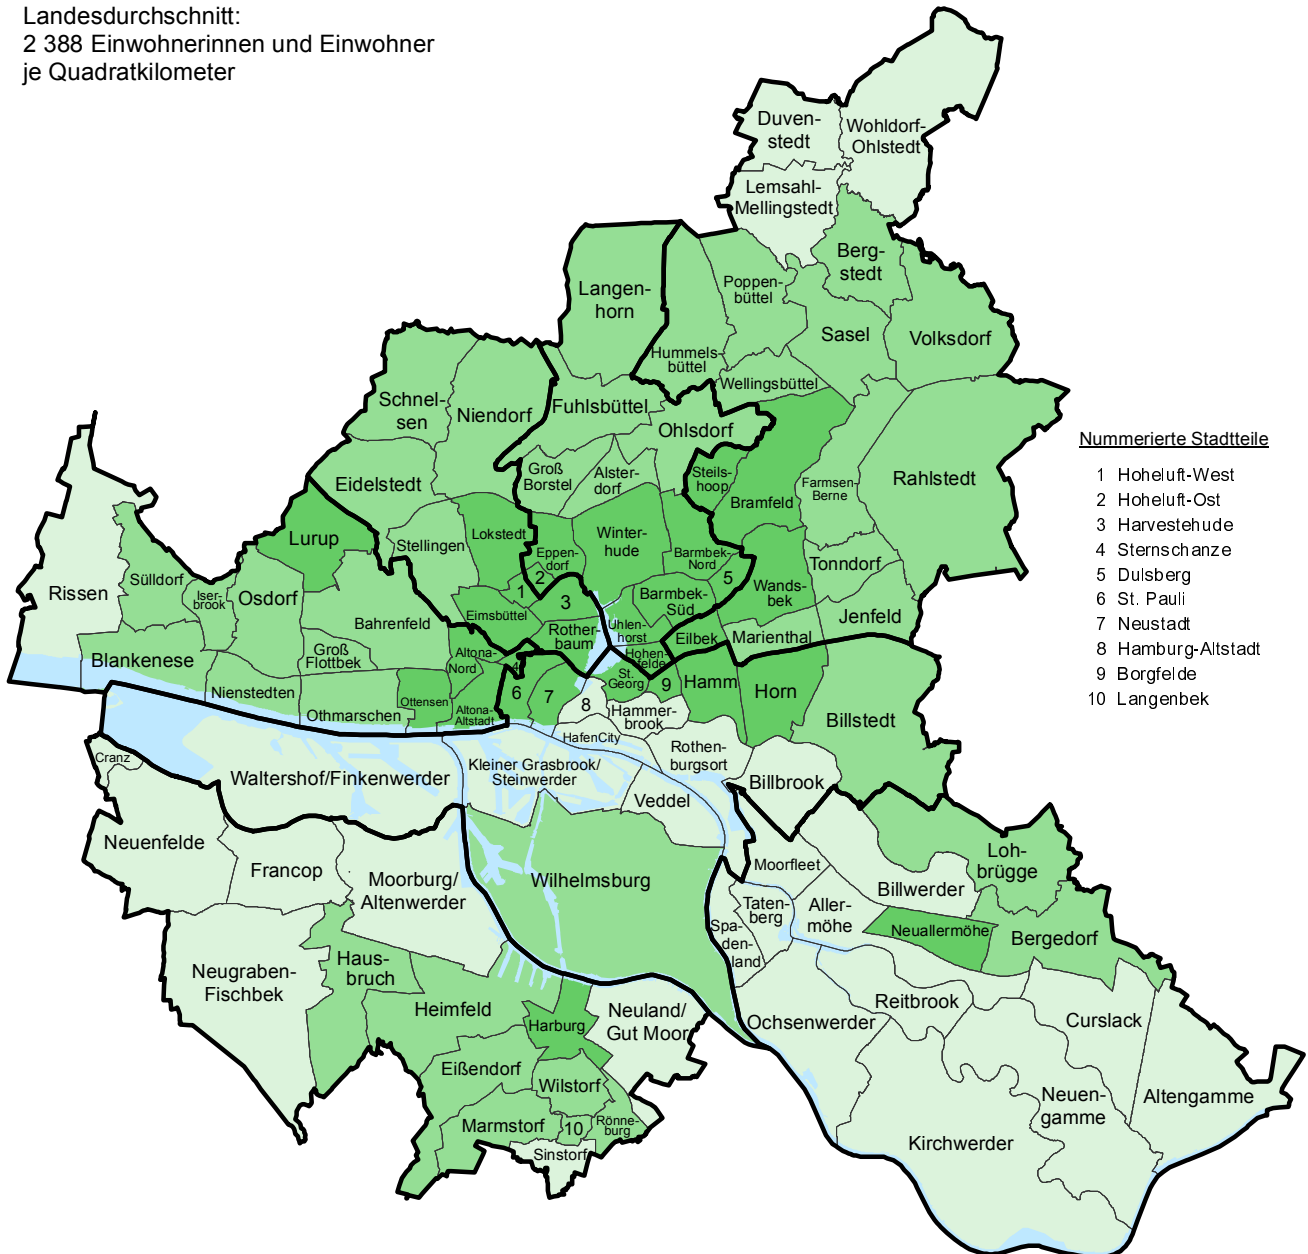 Landesdurchschnitt:
2 388 Einwohnerinnen und Einwohner
je Quadratkilometer
Duven-
stedt
Wohldorf-
Ohlstedt
Lemsahl-
Mellingstedt
Berg-
stedt
Poppen-
büttel
Langen-
horn
Sasel
Volksdorf
Hummels-
büttel
Wellingsbüttel
Schnel-
sen
Niendorf
Fuhlsbüttel
Ohlsdorf
Groß
Borstel
Alster-
dorf
Steils-
hoop
Bramfeld
Farmsen
Berne
Rahlstedt
Eidelstedt
Lurup
Stellingen
Lokstedt
Winter-
hude
Eppen-
dorf
Barmbek-
Nord
5
Wands-
bek
Tonndorf
Jenfeld
Rissen
Sülldorf
Iser-
brook
Osdorf
Bahrenfeld
Eimsbüttel
1
2
3
Barmbek-
Süd
Uhlen-
horst
Eilbek
Marienthal
Rother-
baum
Hohen-
felde
Blankenese
Groß
Flottbek
Altona-
Nord
4
St.
Georg
9
Hamm
Horn
Billstedt
Nienstedten
Othmarschen
Ottensen
Altona-
Altstadt
6
7
8
Hammer-
brook
HafenCity
Rothen-
burgsort
Billbrook
Cranz
Waltershof/Finkenwerder
Kleiner Grasbrook/
Steinwerder
Veddel
Neuenfelde
Francop
Moorburg/
Altenwerder
Wilhelmsburg
Moorfleet
Billwerder
Loh-
brügge
Taten-
berg
Aller-
möhe
Neuallermöhe
Bergedorf
Spa-
den-
land
Neugraben-
Fischbek
Haus-
bruch
Heimfeld
Harburg
Neuland/
Gut Moor
Ochsenwerder
Reitbrook
Curslack
Eißendorf
Wilstorf
Neuen-
gamme
Altengamme
Marmstorf
10
Rönne-
burg
Sinstorf
Kirchwerder
Nummerierte Stadtteile
1 Hoheluft-West
2 Hoheluft-Ost
3 Harvestehude
4 Sternschanze
5 Dulsberg
6 St. Pauli
7 Neustadt
8 Hamburg-Altstadt
9 Borgfelde
10 Langenbek